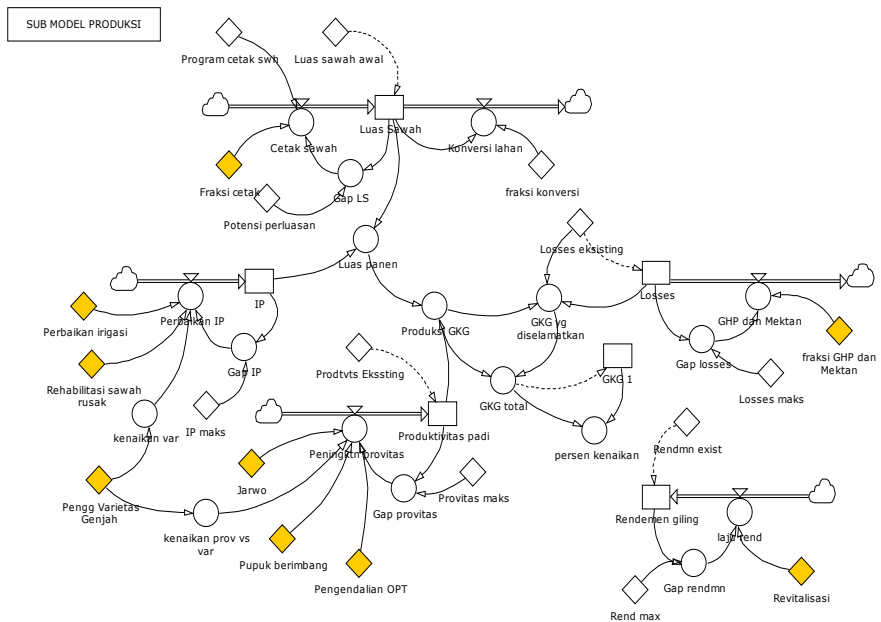 SUB MODEL PRODUKSI
Program cetak swh
Luas sawah awal
Luas Sawah
Cetak sawah
Konversi lahan
Fraksi cetak
Gap LS
fraksi konversi
Potensi perluasan
Losses eksisting
Luas panen
Losses
IP
Perbaikan IP
Perbaikan irigasi
Produksi GKG
GKG yg
diselamatkan
GHP dan Mektan
Gap losses
fraksi GHP dan
Mektan
Gap IP
Prodtvts Ekssting
GKG 1
Rehabilitasi sawah
rusak
GKG total
Losses maks
IP maks
kenaikan var
Produktivitas padi
Peningktn provitas
persen kenaikan
Rendmn exist
Jarwo
Provitas maks
Pengg Varietas
Genjah
Gap provitas
Rendemen giling
kenaikan prov vs
var
laju rend
Pupuk berimbang
Pengendalian OPT
Gap rendmn
Revitalisasi
Rend max